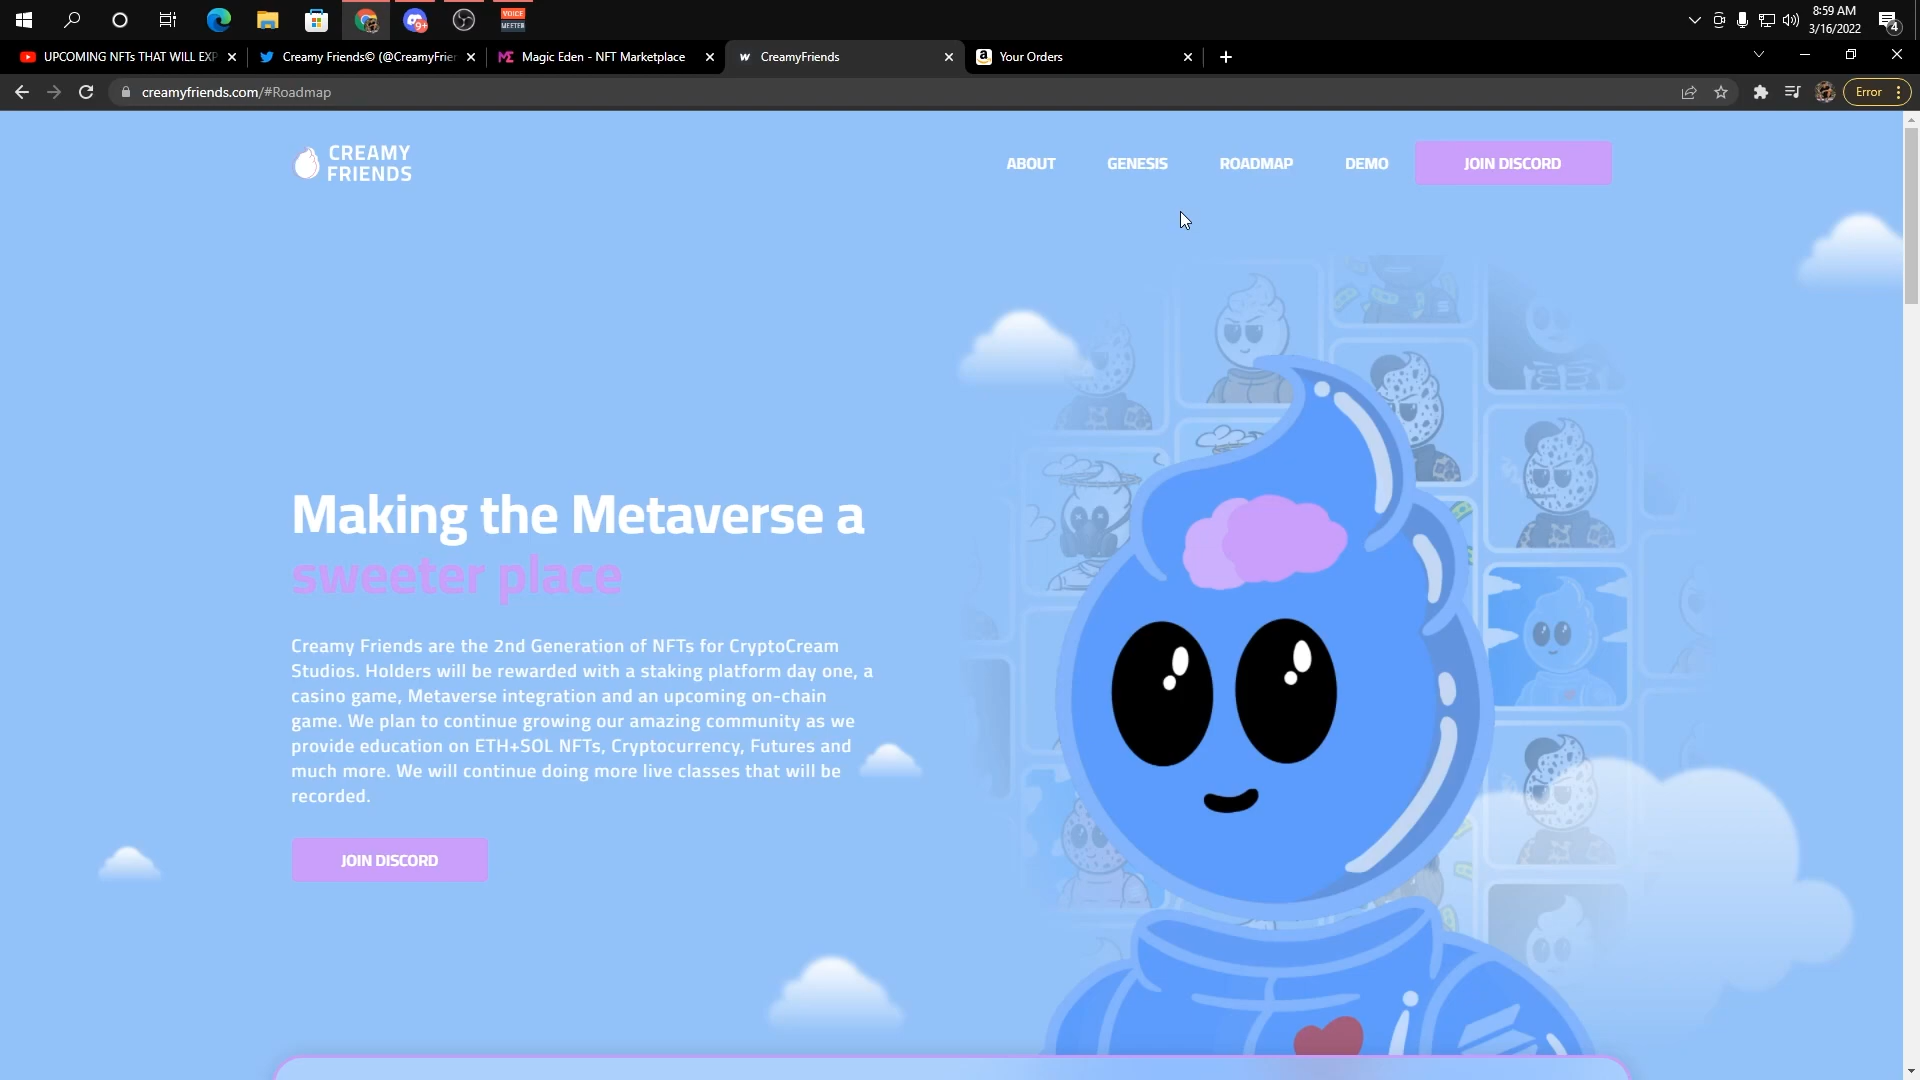 VOICE
MEETER
9+
8:59 AM
3/16/2022
4
UPCOMING NFTs THAT WILL EXP
Creamy Friends© (@CreamyFrien
Magic Eden - NFT Marketplace
CreamyFriends
Your Orders
creamyfriends.com/#Roadmap
Error
CREAMY
FRIENDS
ABOUT
GENESIS
ROADMAP
DEMO
JOIN DISCORD
Making the Metaverse a
sweeter place
Creamy Friends are the 2nd Generation of NFTs for CryptoCream
Studios. Holders will be rewarded with a staking platform day one, a
casino game, Metaverse integration and an upcoming on-chain
game. We plan to continue growing our amazing community as we
provide education on ETH+SOL NFTs, Cryptocurrency, Futures and
much more. We will continue doing more live classes that will be
recorded.
JOIN DISCORD